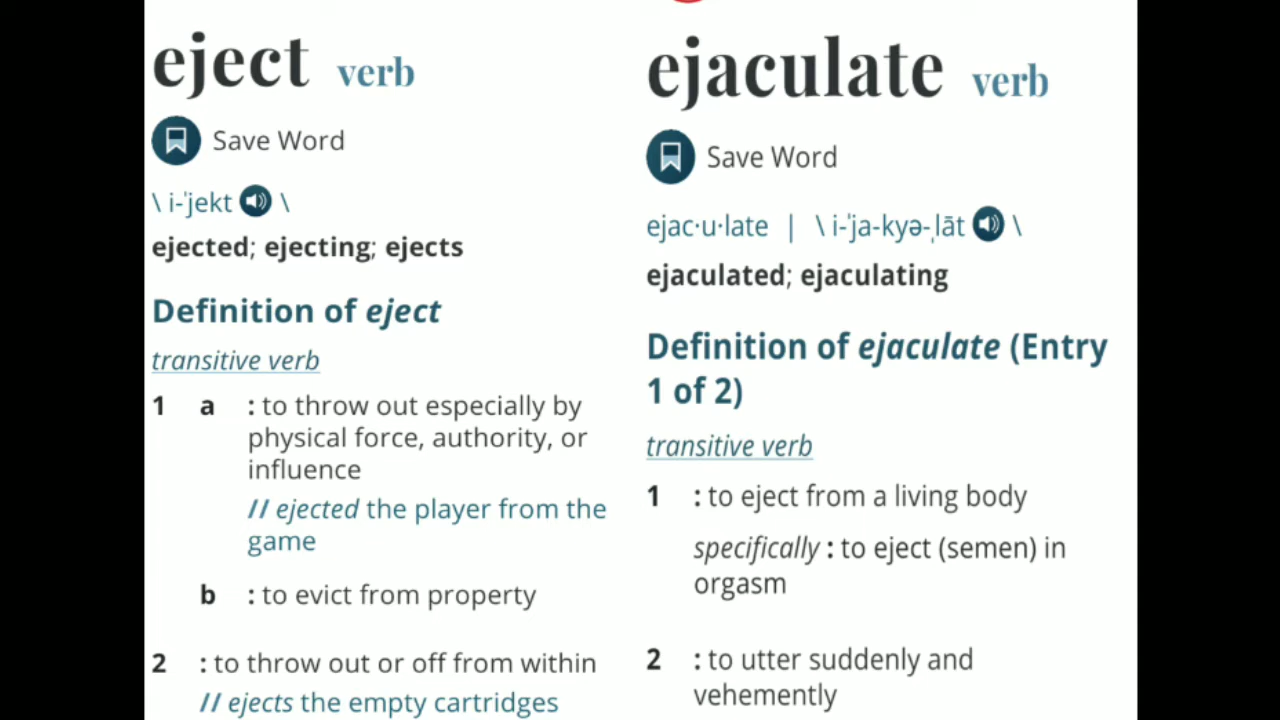 eject verb
Save Word
\ i-ˈjekt \
ejected; ejecting; ejects
Definition of eject
transitive verb
1 a : to throw out especially by
physical force, authority, or
influence
// ejected the player from the
game
b : to evict from property
2 : to throw out or off from within
// ejects the empty cartridges
ejaculate verb
Save Word
ejac·u·late | \ i-ˈja-kyə-ˌlāt \
ejaculated; ejaculating
Definition of ejaculate (Entry
1 of 2)
transitive verb
1 : to eject from a living body
specifically : to eject (semen) in
orgasm
2 : to utter suddenly and
vehemently